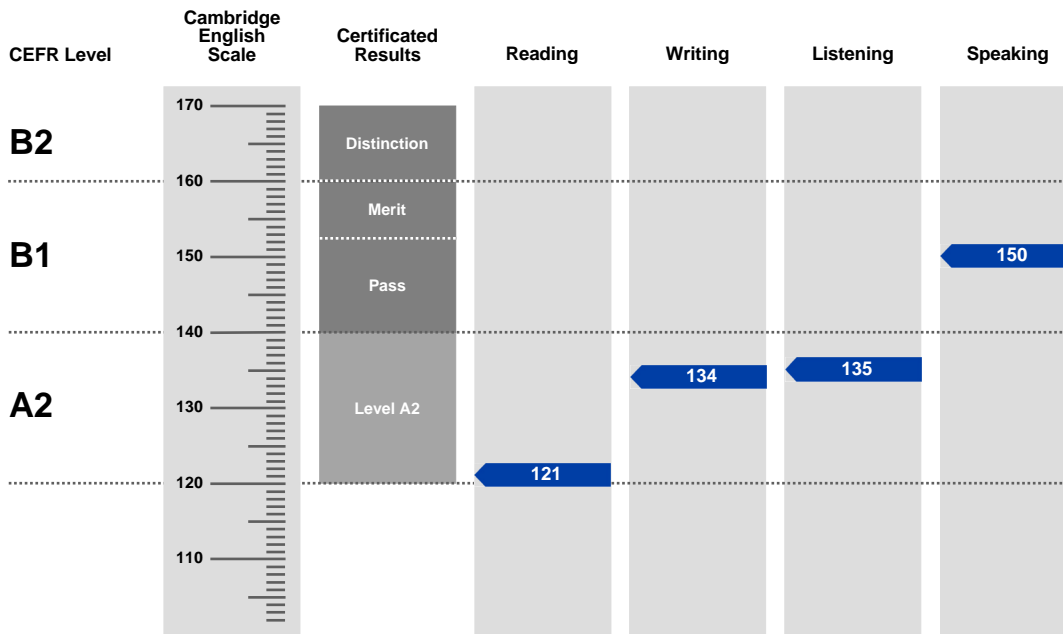 CEFR Level
Cambridge
English
Scale
Certificated
Results
Reading
Writing
Listening
Speaking
170
B2
Distinction
160
Merit
B1
150
150
Pass
140
134
135
A2
130
Level A2
121
120
110